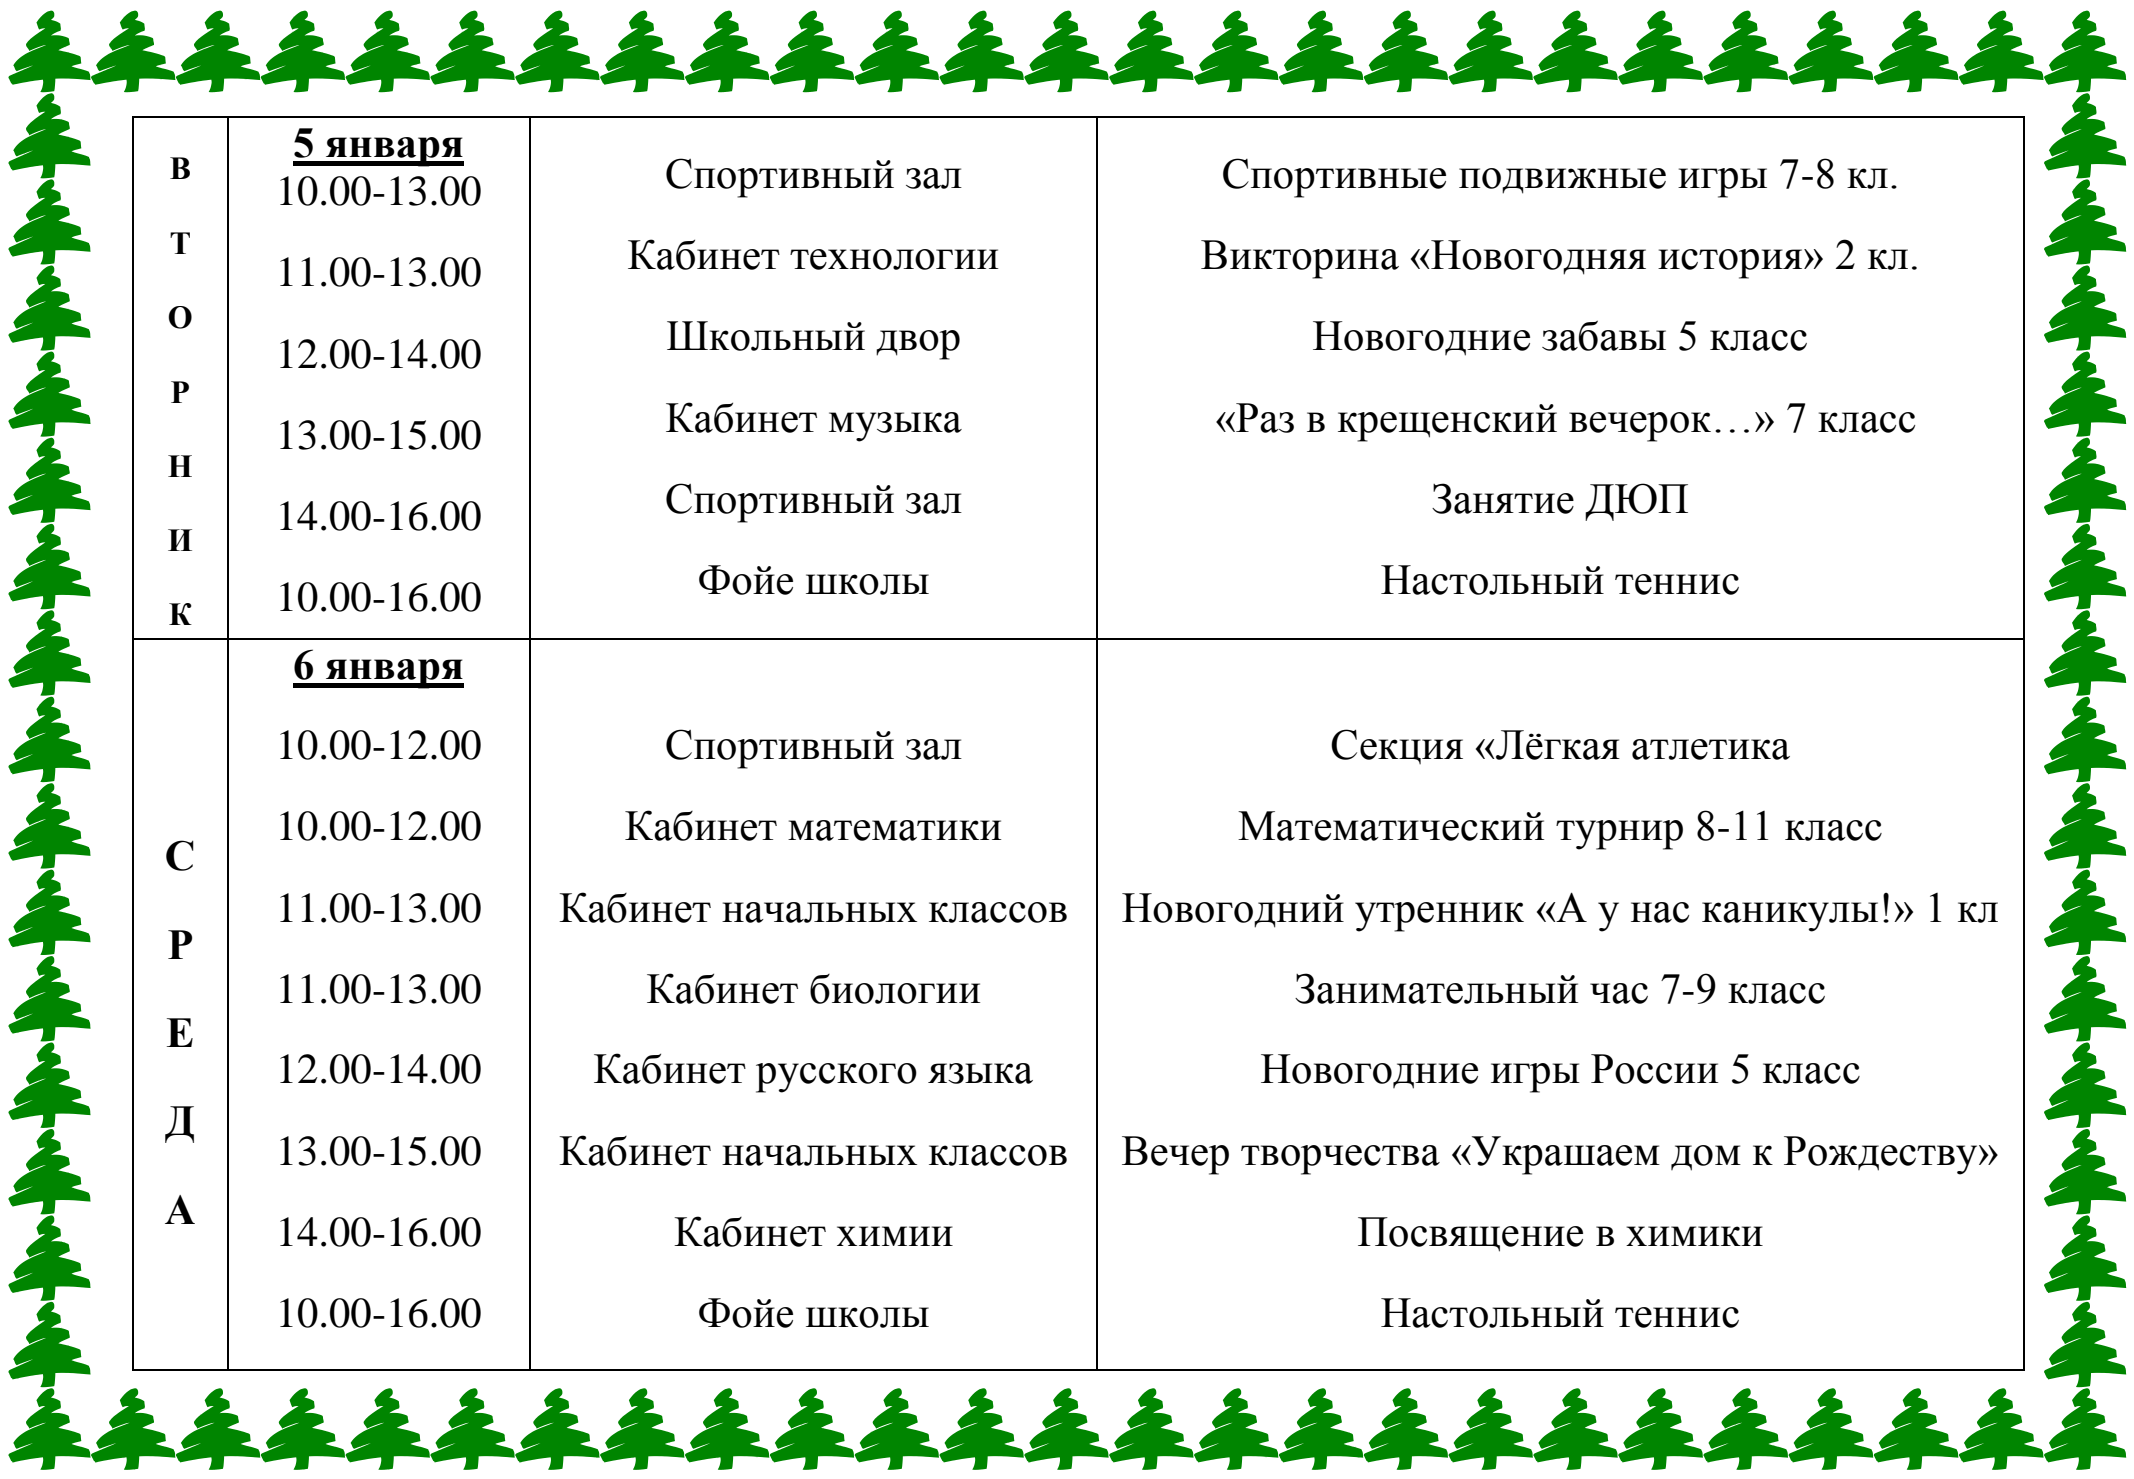 ВТОРНИК
5 января
10.00-13.00 Спортивный зал Спортивные подвижные игры 7-8 кл.
11.00-13.00 Кабинет технологии Викторина «Новогодняя история» 2 кл.
12.00-14.00 Школьный двор Новогодние забавы 5 класс
13.00-15.00 Кабинет музыка «Раз в крещенский вечерок…» 7 класс
14.00-16.00 Спортивный зал Занятие ДЮП
10.00-16.00 Фойе школы Настольный теннис
СРЕДА
6 января
10.00-12.00 Спортивный зал Секция «Лёгкая атлетика
10.00-12.00 Кабинет математики Математический турнир 8-11 класс
11.00-13.00 Кабинет начальных классов Новогодний утренник «А у нас каникулы!» 1 кл
11.00-13.00 Кабинет биологии Занимательный час 7-9 класс
12.00-14.00 Кабинет русского языка Новогодние игры России 5 класс
13.00-15.00 Кабинет начальных классов Вечер творчества «Украшаем дом к Рождеству»
14.00-16.00 Кабинет химии Посвящение в химики
10.00-16.00 Фойе школы Настольный теннис